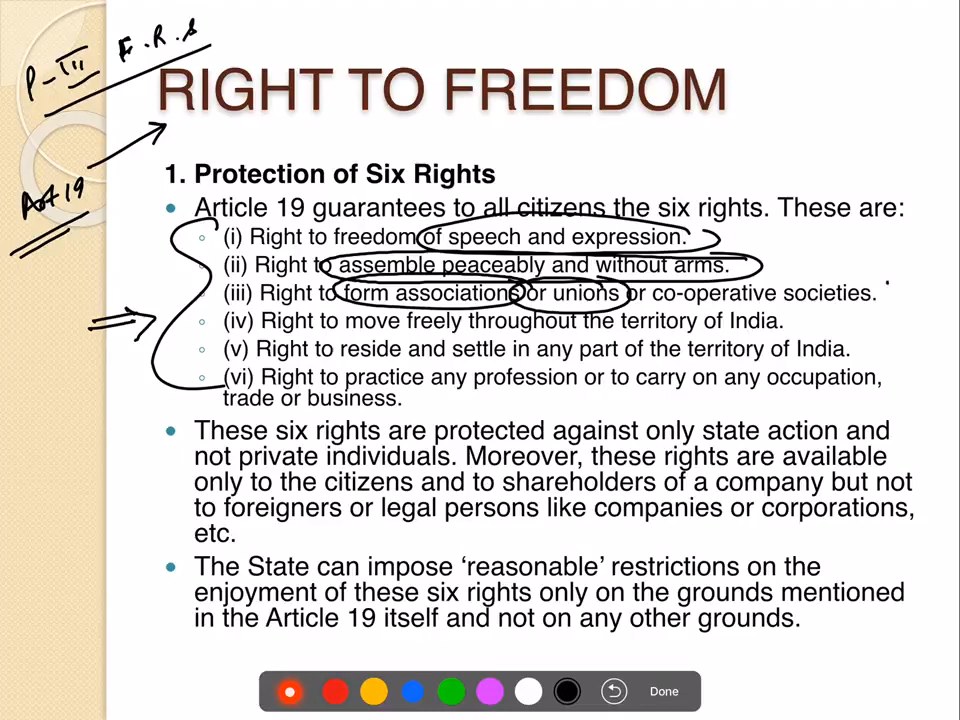 P-III F.R.S
RIGHT TO FREEDOM
Art 19
1. Protection of Six Rights
• Article 19 guarantees to all citizens the six rights. These are:
◦ (i) Right to freedom of speech and expression.
◦ (ii) Right to assemble peaceably and without arms.
◦ (iii) Right to form associations or unions or co-operative societies.
◦ (iv) Right to move freely throughout the territory of India.
◦ (v) Right to reside and settle in any part of the territory of India.
◦ (vi) Right to practice any profession or to carry on any occupation,
trade or business.
• These six rights are protected against only state action and
not private individuals. Moreover, these rights are available
only to the citizens and to shareholders of a company but not
to foreigners or legal persons like companies or corporations,
etc.
• The State can impose ‘reasonable’ restrictions on the
enjoyment of these six rights only on the grounds mentioned
in the Article 19 itself and not on any other grounds.
Done